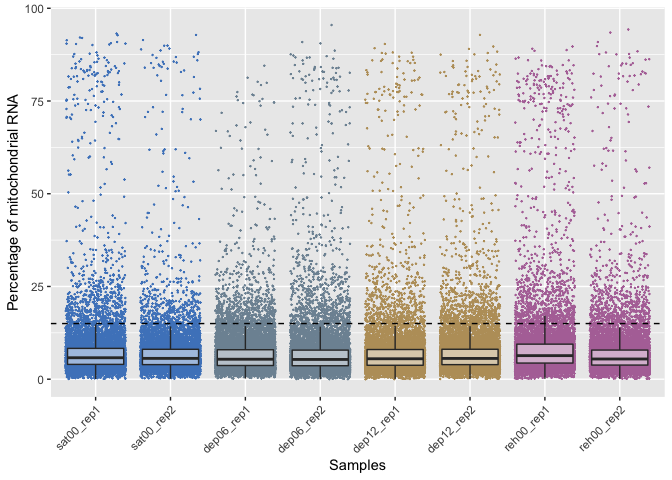 100
75
50
25
0
Percentage of mitochondrial RNA
sat00_rep1
sat00_rep2
dep06_rep1
dep06_rep2
dep12_rep1
dep12_rep2
reh00_rep1
reh00_rep2
Samples